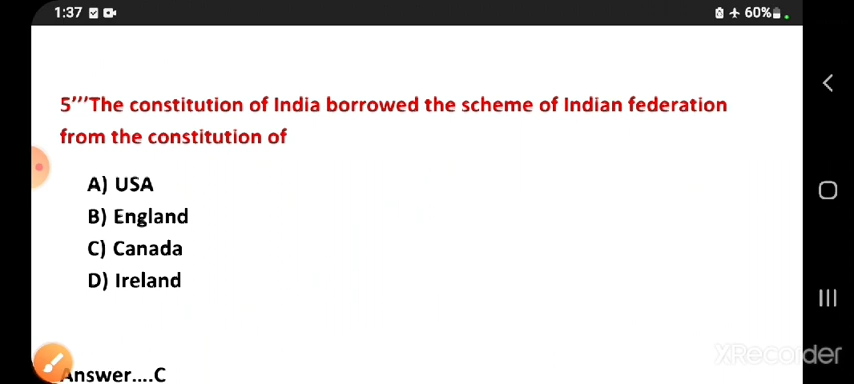 1:37 60%
5'''The constitution of India borrowed the scheme of Indian federation
from the constitution of
A) USA
B) England
C) Canada
D) Ireland
XRecorder
Answer....C